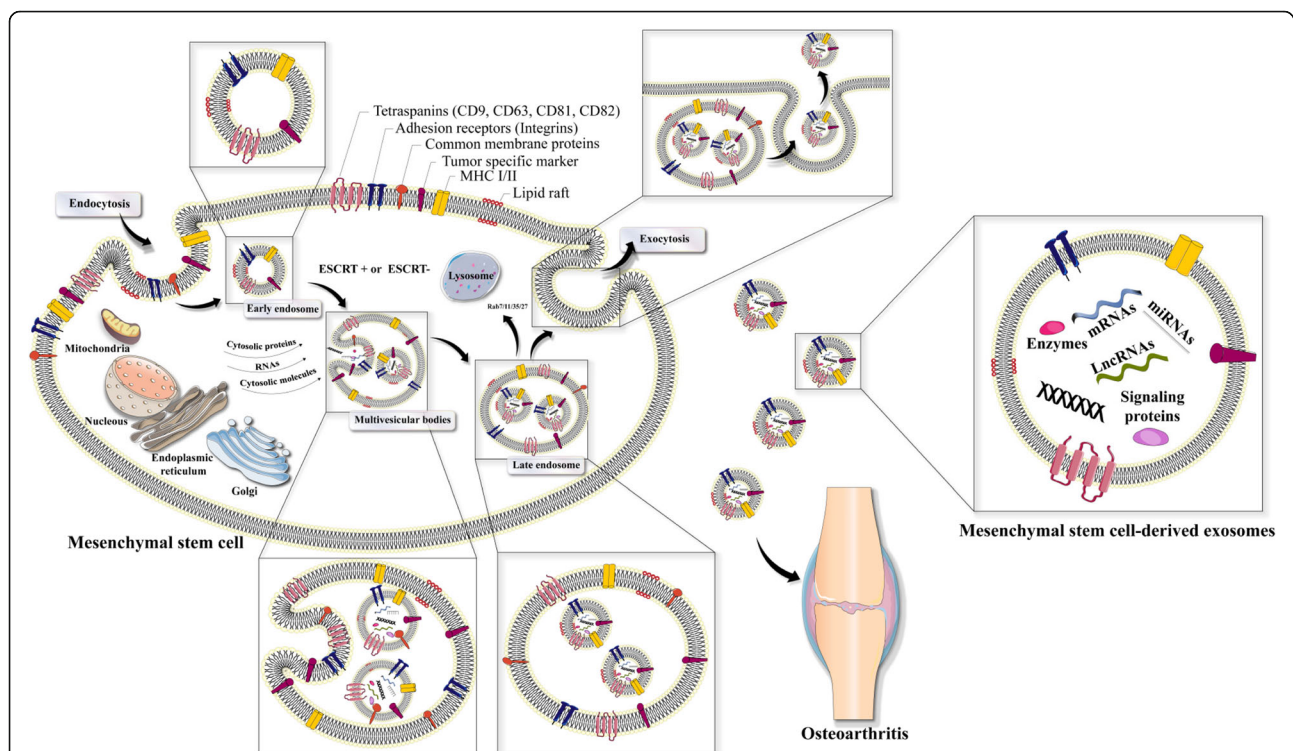 Tetraspanins (CD9, CD63, CD81, CD82)
Adhesion receptors (Integrins)
Common membrane proteins
Tumor specific marker
MHC I/II
Lipid raft
Endocytosis
Exocytosis
ESCRT + or ESCRT-
Lysosome
Rab7/11/35/27
Early endosome
Mitochondria
Cytosolic proteins
RNAs
Cytosolic molecules
Nucleous
Multivesicular bodies
Endoplasmic
reticulum
Golgi
Late endosome
Mesenchymal stem cell
Enzymes
mRNAs
miRNAs
LncRNAs
Signaling
proteins
Mesenchymal stem cell-derived exosomes
Osteoarthritis